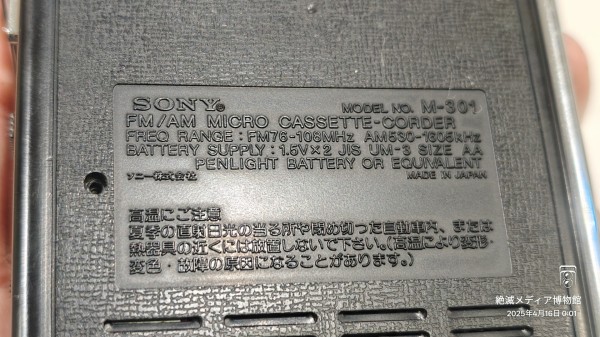 SONY® MODEL NO. M-301
FM/AM MICRO CASSETTE-CORDER
FREQ RANGE : FM76-108MHz AM530-1605kHz
BATTERY SUPPLY : 1.5V×2 JIS UM-3 SIZE AA
PENLIGHT BATTERY OR EQUIVALENT
ソニー株式会社 MADE IN JAPAN
高温にご注意
夏季の直射日光の当る所や閉め切った自動車内、または
熱器具の近くには放置しないで下さい。(高温により変形・
変色・故障の原因になることがあります。)
絶滅メディア博物館
2025年4月16日 0:01